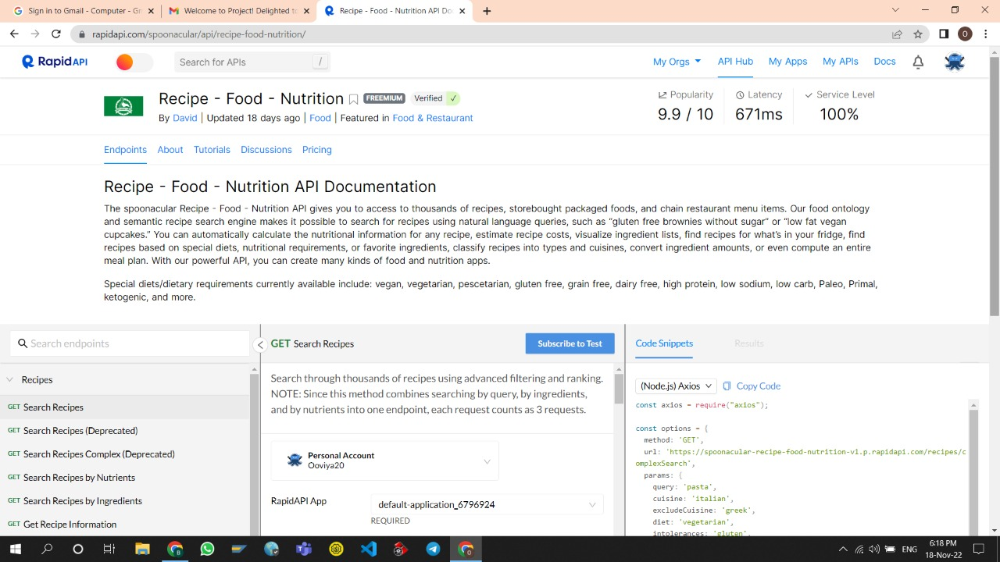 Sign in to Gmail - Computer - Gm
Welcome to Project! Delighted to
Recipe - Food - Nutrition API Do
rapidapi.com/spoonacular/api/recipe-food-nutrition/
O
Rapid API
Search for APIs
/
My Orgs
API Hub
My Apps
My APIs
Docs
Recipe - Food - Nutrition
FREEMIUM
Verified ✓
By David | Updated 18 days ago | Food | Featured in Food & Restaurant
Popularity
9.9 / 10
Latency
671ms
Service Level
100%
Endpoints
About
Tutorials
Discussions
Pricing
Recipe - Food - Nutrition API Documentation
The spoonacular Recipe - Food - Nutrition API gives you to access to thousands of recipes, storebought packaged foods, and chain restaurant menu items. Our food ontology
and semantic recipe search engine makes it possible to search for recipes using natural language queries, such as “gluten free brownies without sugar” or “low fat vegan
cupcakes.” You can automatically calculate the nutritional information for any recipe, estimate recipe costs, visualize ingredient lists, find recipes for what’s in your fridge, find
recipes based on special diets, nutritional requirements, or favorite ingredients, classify recipes into types and cuisines, convert ingredient amounts, or even compute an entire
meal plan. With our powerful API, you can create many kinds of food and nutrition apps.
Special diets/dietary requirements currently available include: vegan, vegetarian, pescetarian, gluten free, grain free, dairy free, high protein, low sodium, low carb, Paleo, Primal,
ketogenic, and more.
Search endpoints
Recipes
GET Search Recipes
GET Search Recipes (Deprecated)
GET Search Recipes Complex (Deprecated)
GET Search Recipes by Nutrients
GET Search Recipes by Ingredients
GET Get Recipe Information
GET Search Recipes
Subscribe to Test
Search through thousands of recipes using advanced filtering and ranking.
NOTE: Since this method combines searching by query, by ingredients,
and by nutrients into one endpoint, each request counts as 3 requests.
Personal Account
Ooviya20
RapidAPI App
default-application_6796924
REQUIRED
Code Snippets
Results
(Node.js) Axios
Copy Code
const axios = require("axios");
const options = {
method: 'GET',
url: 'https://spoonacular-recipe-food-nutrition-v1.p.rapidapi.com/recipes/c
omplexSearch',
params: {
query: 'pasta',
cuisine: 'italian',
excludeCuisine: 'greek',
diet: 'vegetarian',
intolerances: 'gluten',
ENG
6:18 PM
18-Nov-22